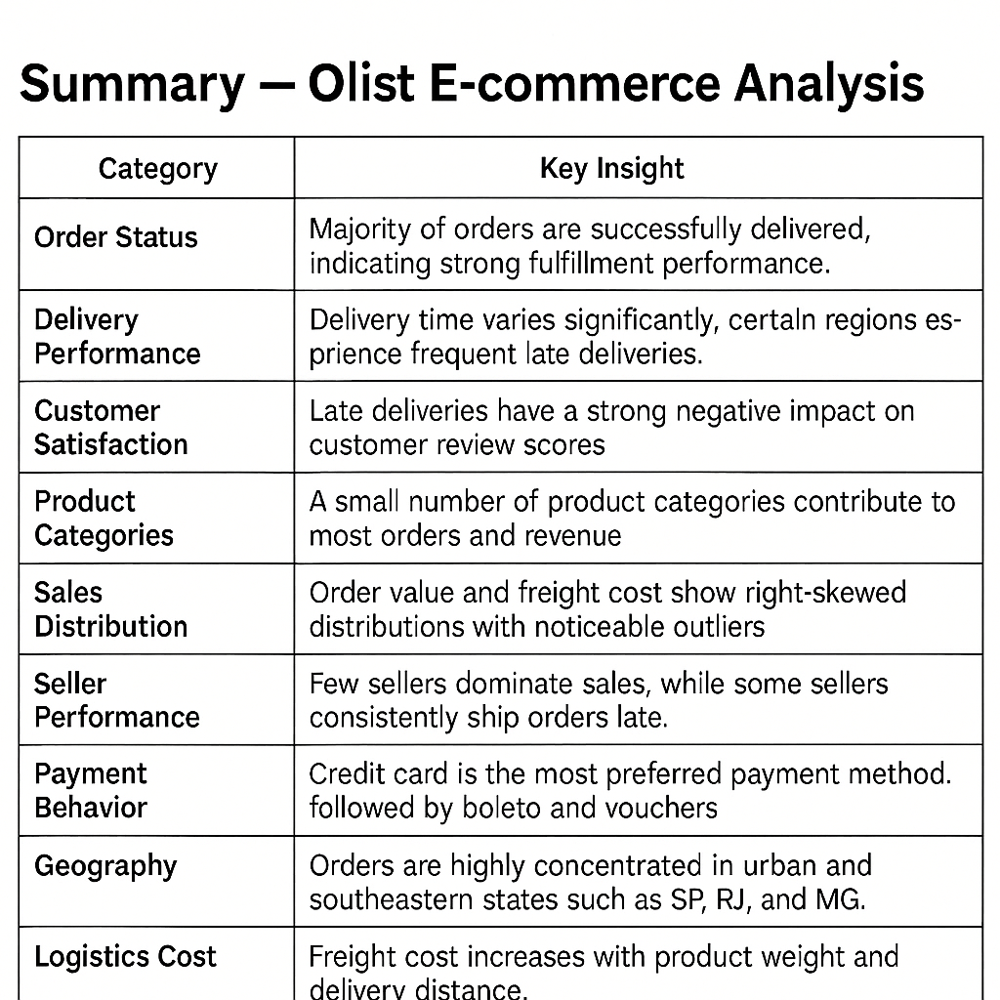 Summary — Olist E-commerce Analysis
Category
Key Insight
Order Status
Majority of orders are successfully delivered,
indicating strong fulfillment performance.
Delivery
Performance
Delivery time varies significantly, certaln regions es-
prience frequent late deliveries.
Customer
Satisfaction
Late deliveries have a strong negative impact on
customer review scores
Product
Categories
A small number of product categories contribute to
most orders and revenue
Sales
Distribution
Order value and freight cost show right-skewed
distributions with noticeable outliers
Seller
Performance
Few sellers dominate sales, while some sellers
consistently ship orders late.
Payment
Behavior
Credit card is the most preferred payment method.
followed by boleto and vouchers
Geography
Orders are highly concentrated in urban and
southeastern states such as SP, RJ, and MG.
Logistics Cost
Freight cost increases with product weight and
delivery distance.